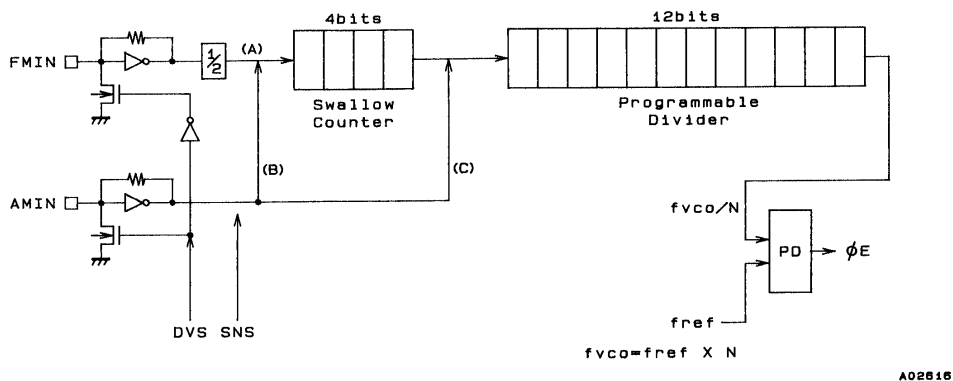 4bits
12bits
FMIN
1/2
(A)
Swallow
Counter
Programmable
Divider
(B)
(C)
AMIN
fvco/N
PD
φE
DVS SNS
fref
fvco=fref X N
A02616